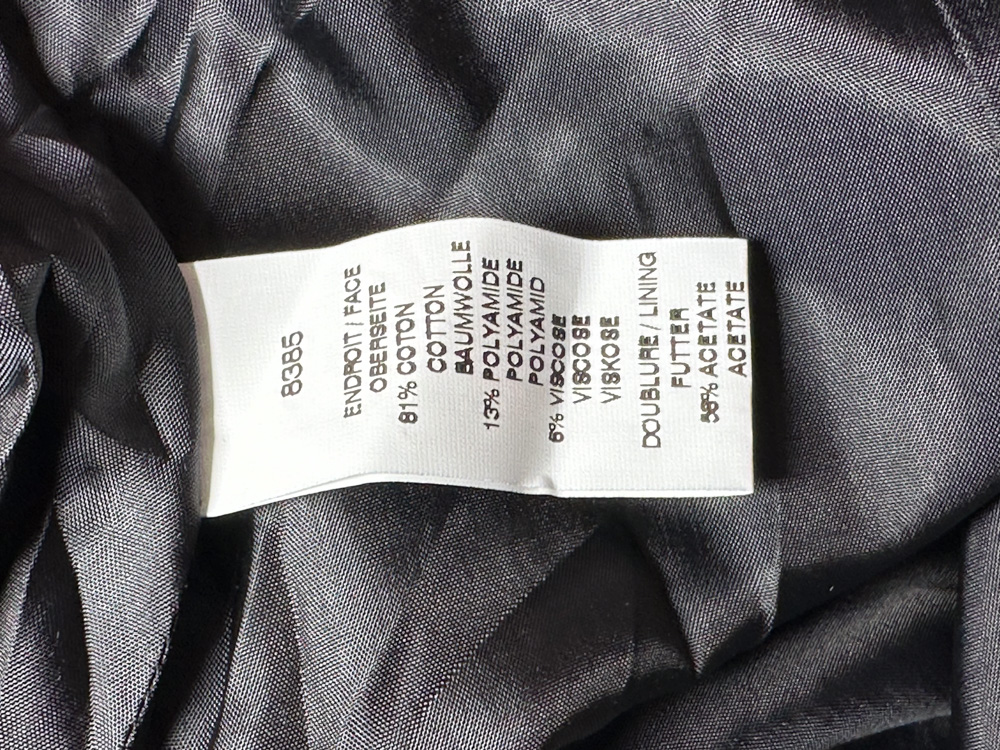 8385
ENDROIT / FACE
OBERSEITE
81% COTON
COTTON
BAUMWOLLE
13% POLYAMIDE
POLYAMIDE
POLYAMID
6% VISCOSE
VISCOSE
VISKOSE
DOUBLURE / LINING
FUTTER
58% ACETATE
ACETATE